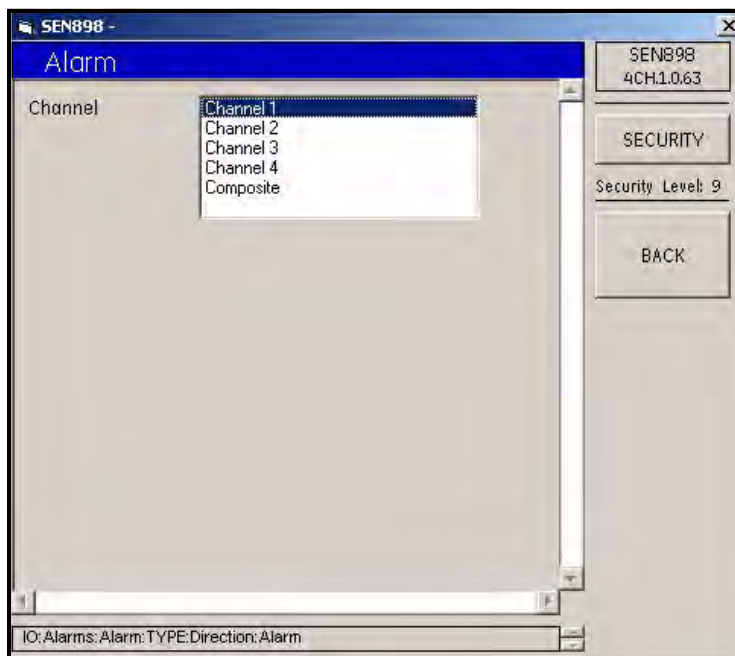 SEN898 -
Alarm
Channel
Channel 1
Channel 2
Channel 3
Channel 4
Composite
SEN898
4CH.1.0.63
SECURITY
Security Level: 9
BACK
IO:Alarms:Alarm:TYPE:Direction:Alarm